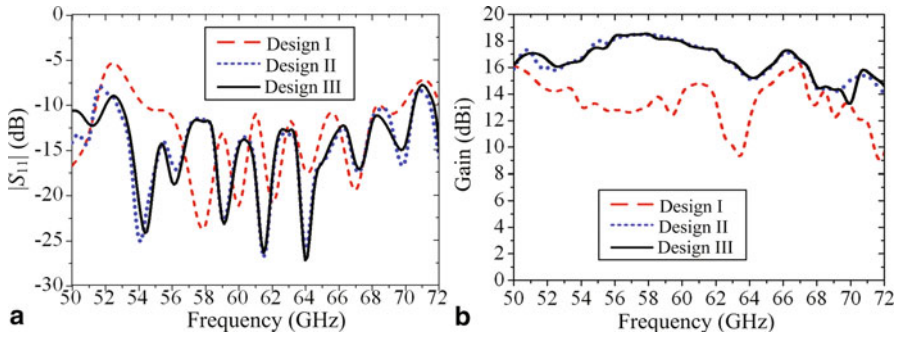 0
-5
-10
-15
-20
-25
-30
|S11| (dB)
Design I
Design II
Design III
50 52 54 56 58 60 62 64 66 68 70 72
Frequency (GHz)
a
20
18
16
14
12
10
8
6
4
2
0
Gain (dBi)
Design I
Design II
Design III
50 52 54 56 58 60 62 64 66 68 70 72
Frequency (GHz)
b